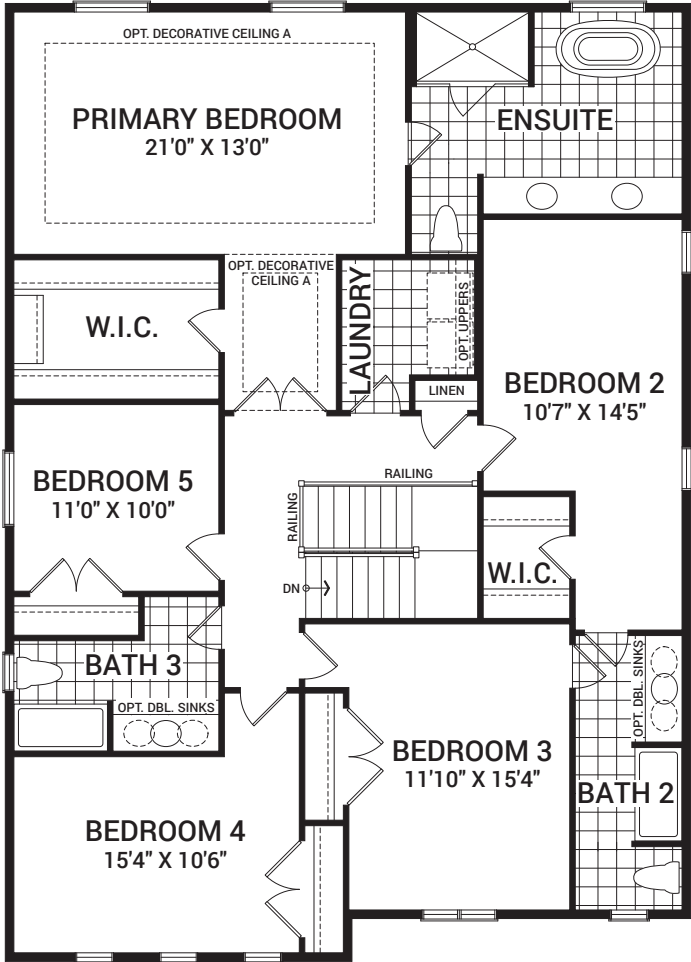 OPT. DECORATIVE CEILING A
PRIMARY BEDROOM
21'0" X 13'0"
ENSUITE
OPT. DECORATIVE
CEILING A
LAUNDRY
OPT. UPPERS
W.I.C.
LINEN
BEDROOM 2
10'7" X 14'5"
BEDROOM 5
11'0" X 10'0"
RAILING
RAILING
DN
W.I.C.
BATH 3
OPT. DBL. SINKS
OPT. DBL. SINKS
BEDROOM 3
11'10" X 15'4"
BATH 2
BEDROOM 4
15'4" X 10'6"